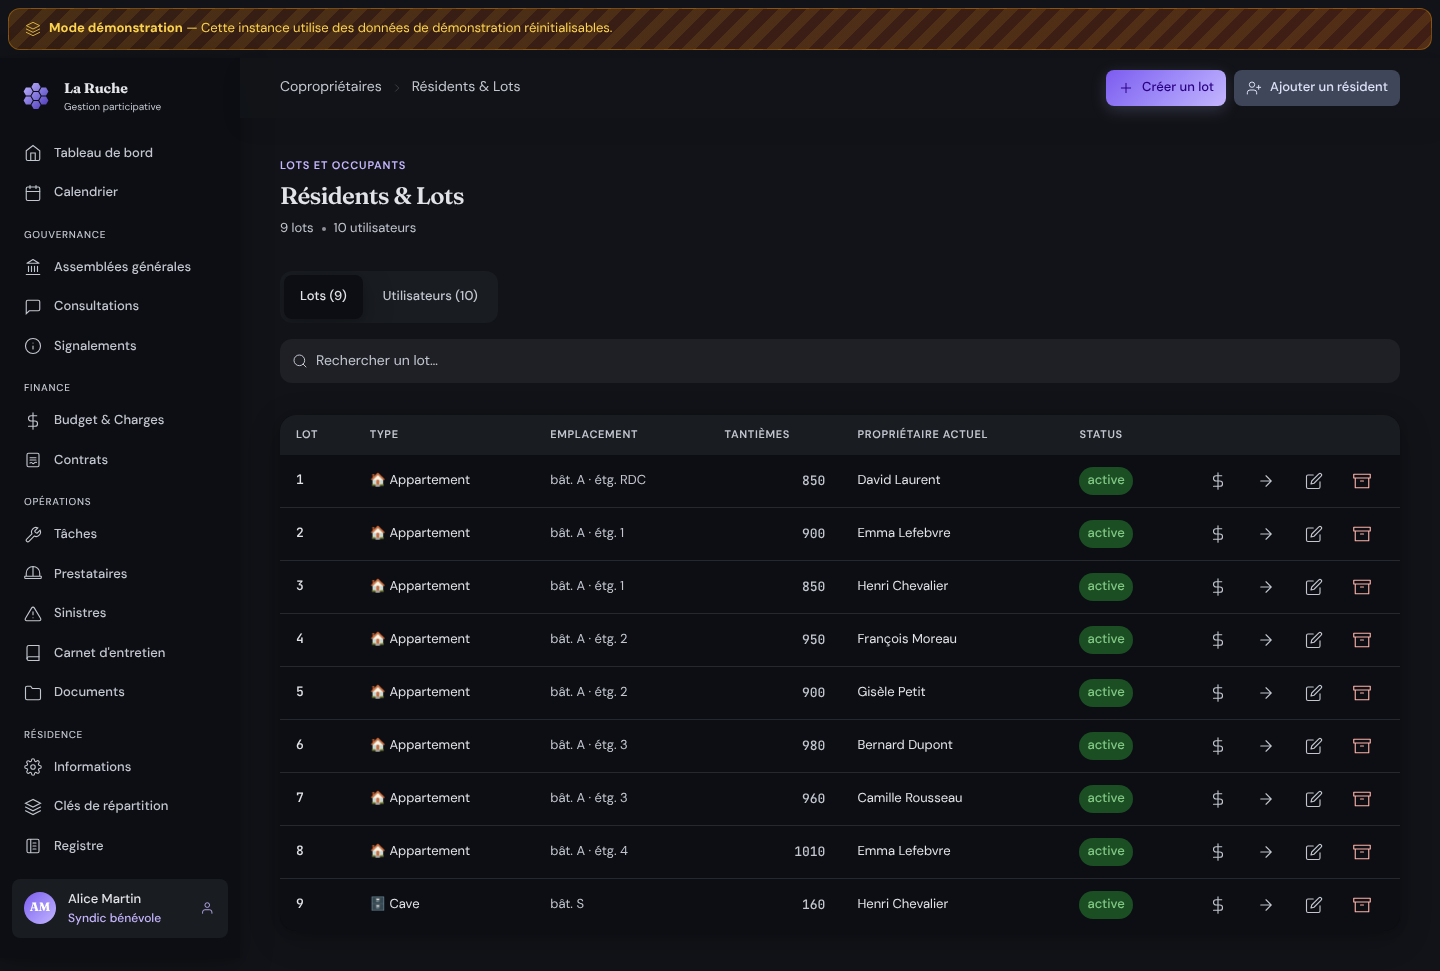 Mode démonstration — Cette instance utilise des données de démonstration réinitialisables.
La Ruche
Gestion participative
Tableau de bord
Calendrier
GOUVERNANCE
Assemblées générales
Consultations
Signalements
FINANCE
Budget & Charges
Contrats
OPÉRATIONS
Tâches
Prestataires
Sinistres
Carnet d'entretien
Documents
RÉSIDENCE
Informations
Clés de répartition
Registre
AM
Alice Martin
Syndic bénévole
Copropriétaires > Résidents & Lots
Créer un lot
Ajouter un résident
LOTS ET OCCUPANTS
Résidents & Lots
9 lots • 10 utilisateurs
Lots (9) Utilisateurs (10)
Rechercher un lot...
LOT TYPE EMPLACEMENT TANTIÈMES PROPRIÉTAIRE ACTUEL STATUS
1 Appartement bât. A · étg. RDC 850 David Laurent active
2 Appartement bât. A · étg. 1 900 Emma Lefebvre active
3 Appartement bât. A · étg. 1 850 Henri Chevalier active
4 Appartement bât. A · étg. 2 950 François Moreau active
5 Appartement bât. A · étg. 2 900 Gisèle Petit active
6 Appartement bât. A · étg. 3 980 Bernard Dupont active
7 Appartement bât. A · étg. 3 960 Camille Rousseau active
8 Appartement bât. A · étg. 4 1010 Emma Lefebvre active
9 Cave bât. S 160 Henri Chevalier active